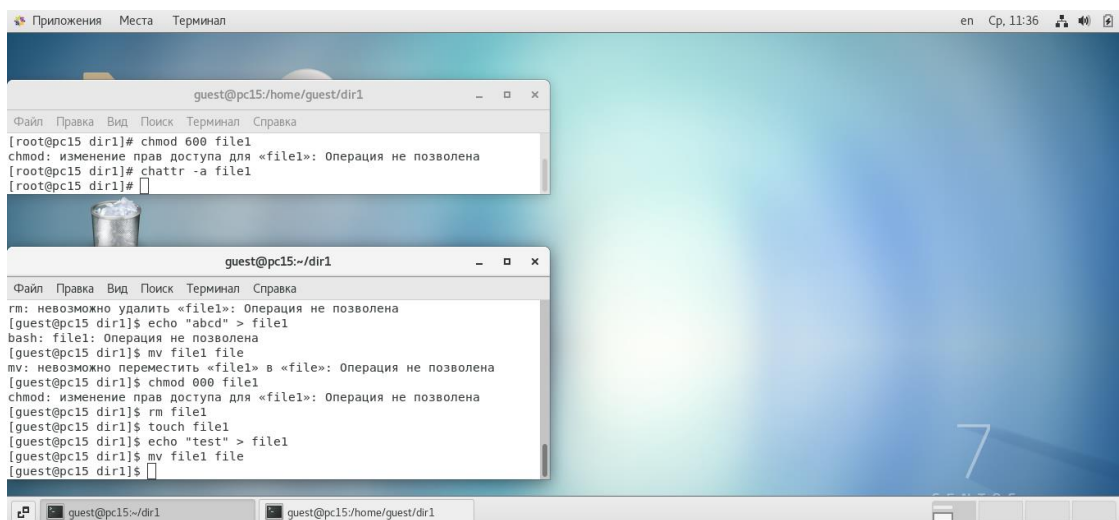 Приложения Места Терминал en Ср, 11:36
guest@pc15:/home/guest/dir1
Файл Правка Вид Поиск Терминал Справка
[root@pc15 dir1]# chmod 600 file1
chmod: изменение прав доступа для «file1»: Операция не позволена
[root@pc15 dir1]# chattr -a file1
[root@pc15 dir1]#
guest@pc15:~/dir1
Файл Правка Вид Поиск Терминал Справка
rm: невозможно удалить «file1»: Операция не позволена
[guest@pc15 dir1]$ echo "abcd" > file1
bash: file1: Операция не позволена
[guest@pc15 dir1]$ mv file1 file
mv: невозможно переместить «file1» в «file»: Операция не позволена
[guest@pc15 dir1]$ chmod 000 file1
chmod: изменение прав доступа для «file1»: Операция не позволена
[guest@pc15 dir1]$ rm file1
[guest@pc15 dir1]$ touch file1
[guest@pc15 dir1]$ echo "test" > file1
[guest@pc15 dir1]$ mv file1 file
[guest@pc15 dir1]$
7
guest@pc15:~/dir1 guest@pc15:/home/guest/dir1